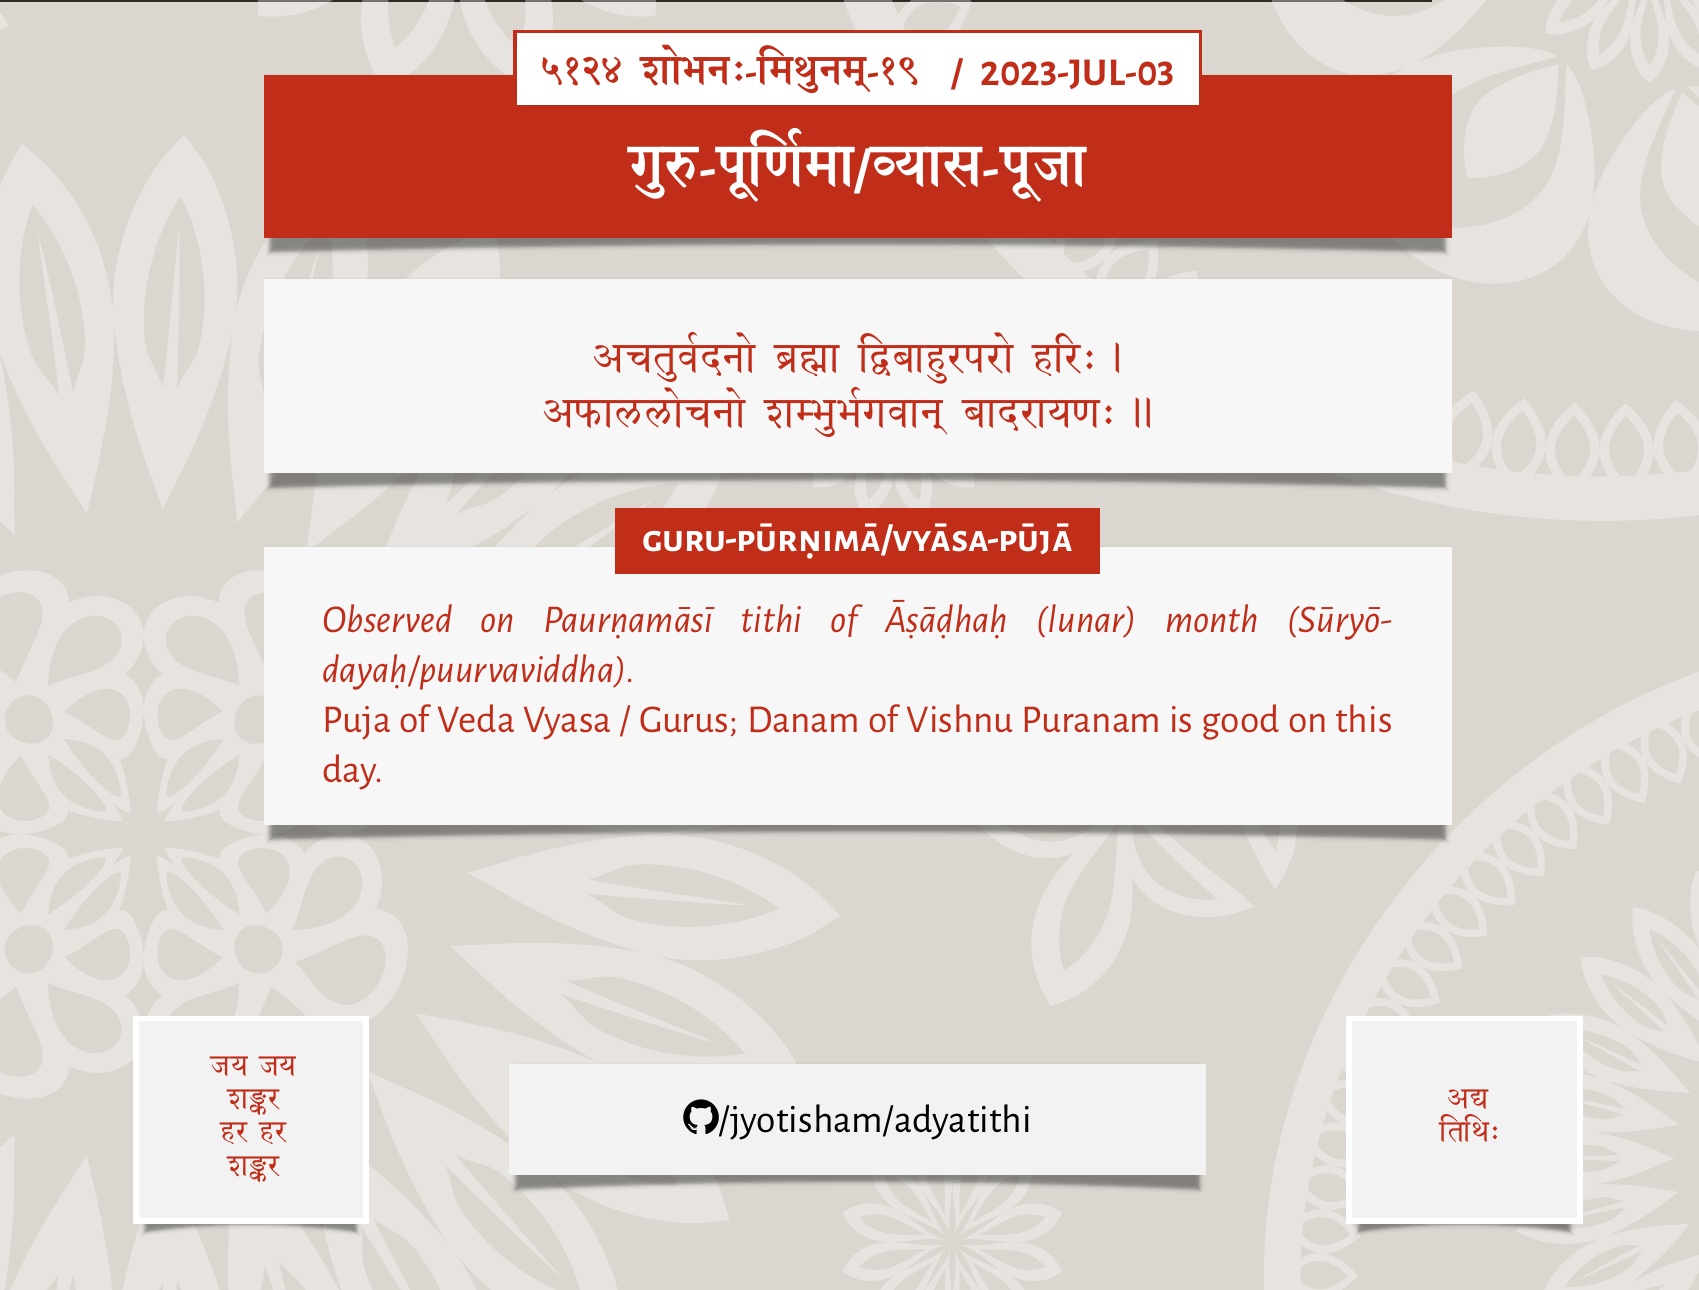 ५१२४ शोभनः-मिथुनम्-१९ / 2023-JUL-03
गुरु-पूर्णिमा/व्यास-पूजा
अचतुर्वदनो ब्रह्मा द्विबाहुरपरो हरिः ।
अफाललोचनो शम्भुर्भगवान् बादरायणः ॥
GURU-PŪRṆIMĀ/VYĀSA-PŪJĀ
Observed on Paurṇamāsī tithi of Āṣāḍhaḥ (lunar) month (Sūryō-
dayaḥ/puurvaviddha).
Puja of Veda Vyasa / Gurus; Danam of Vishnu Puranam is good on this
day.
जय जय
शङ्कर
हर हर
शङ्कर
/jyotisham/adyatithi
अद्य
तिथिः